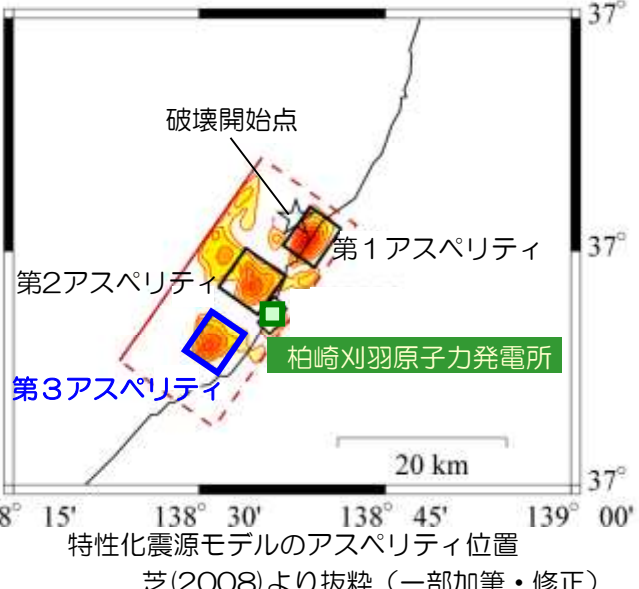 37°
破壊開始点
第1アスペリティ
37°
第2アスペリティ
柏崎刈羽原子力発電所
第3アスペリティ
20 km
37°
8° 15' 138° 30' 138° 45' 139° 00'
特性化震源モデルのアスペリティ位置
芝(2008)より抜粋（一部加筆・修正）